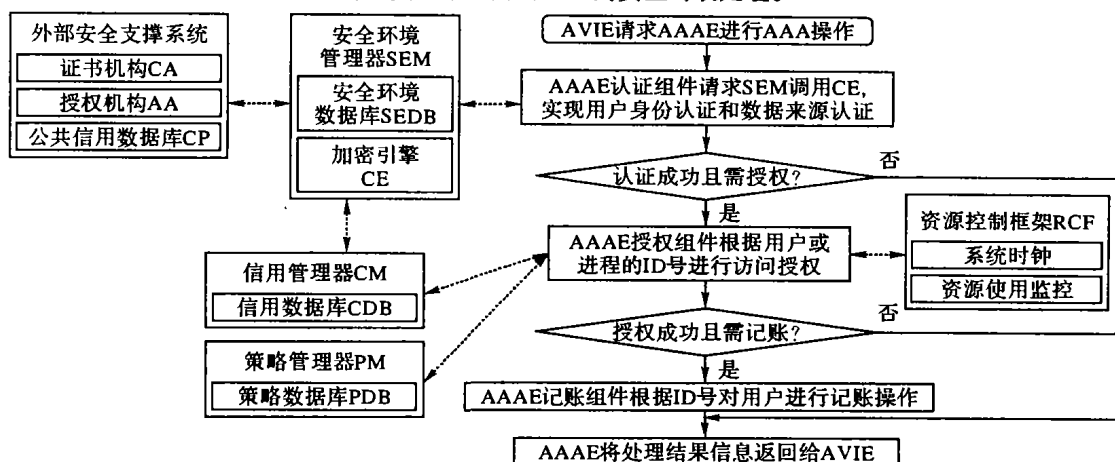 外部安全支撑系统
证书机构CA
授权机构AA
公共信用数据库CP
安全环境
管理器SEM
安全环境
数据库SEDB
加密引擎
CE
信用管理器CM
信用数据库CDB
策略管理器PM
策略数据库PDB
AVIE请求AAAE进行AAA操作
AAAE认证组件请求SEM调用CE,
实现用户身份认证和数据来源认证
认证成功且需授权?
否
是
AAAE授权组件根据用户或
进程的ID号进行访问授权
资源控制框架RCF
系统时钟
资源使用监控
授权成功且需记账?
否
是
AAAE记账组件根据ID号对用户进行记账操作
AAAE将处理结果信息返回给AVIE